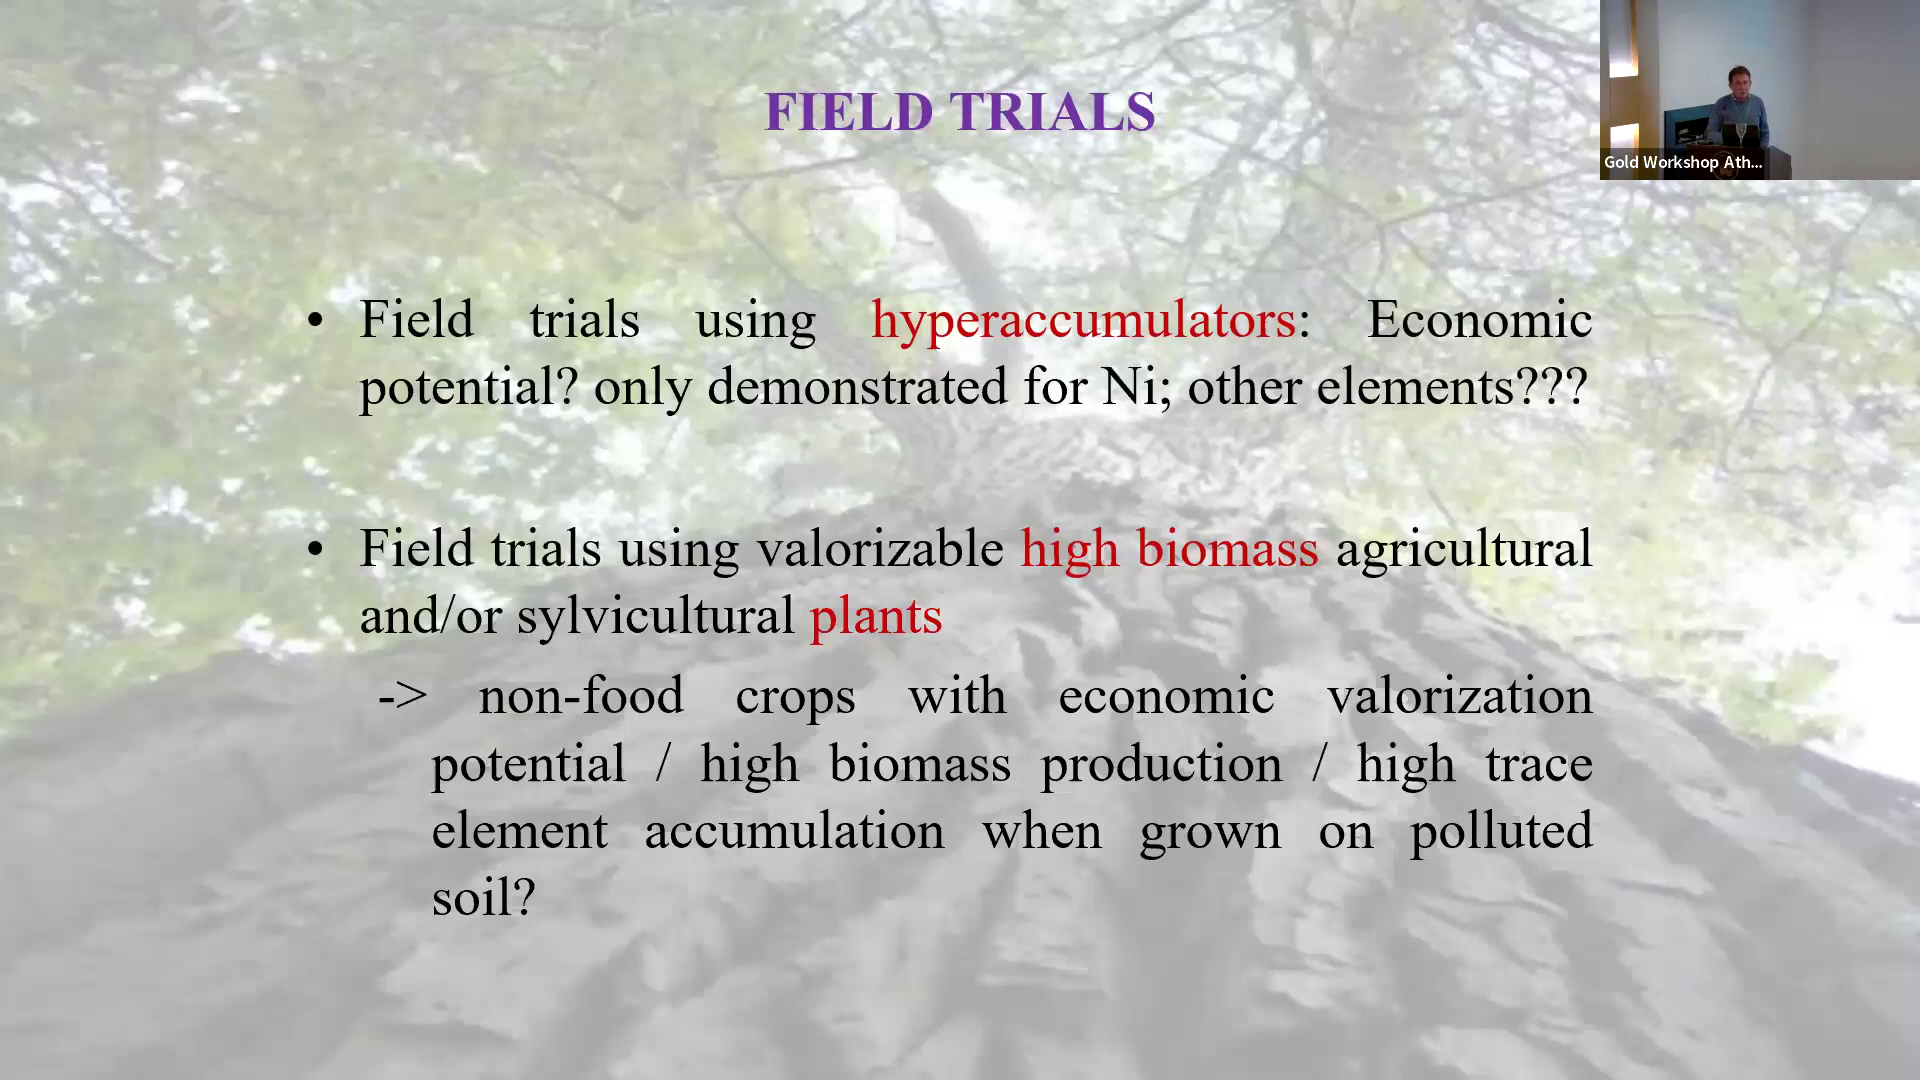 FIELD TRIALS
Gold Workshop Ath...
• Field trials using hyperaccumulators: Economic
potential? only demonstrated for Ni; other elements???
• Field trials using valorizable high biomass agricultural
and/or sylvicultural plants
-> non-food crops with economic valorization
potential / high biomass production / high trace
element accumulation when grown on polluted
soil?